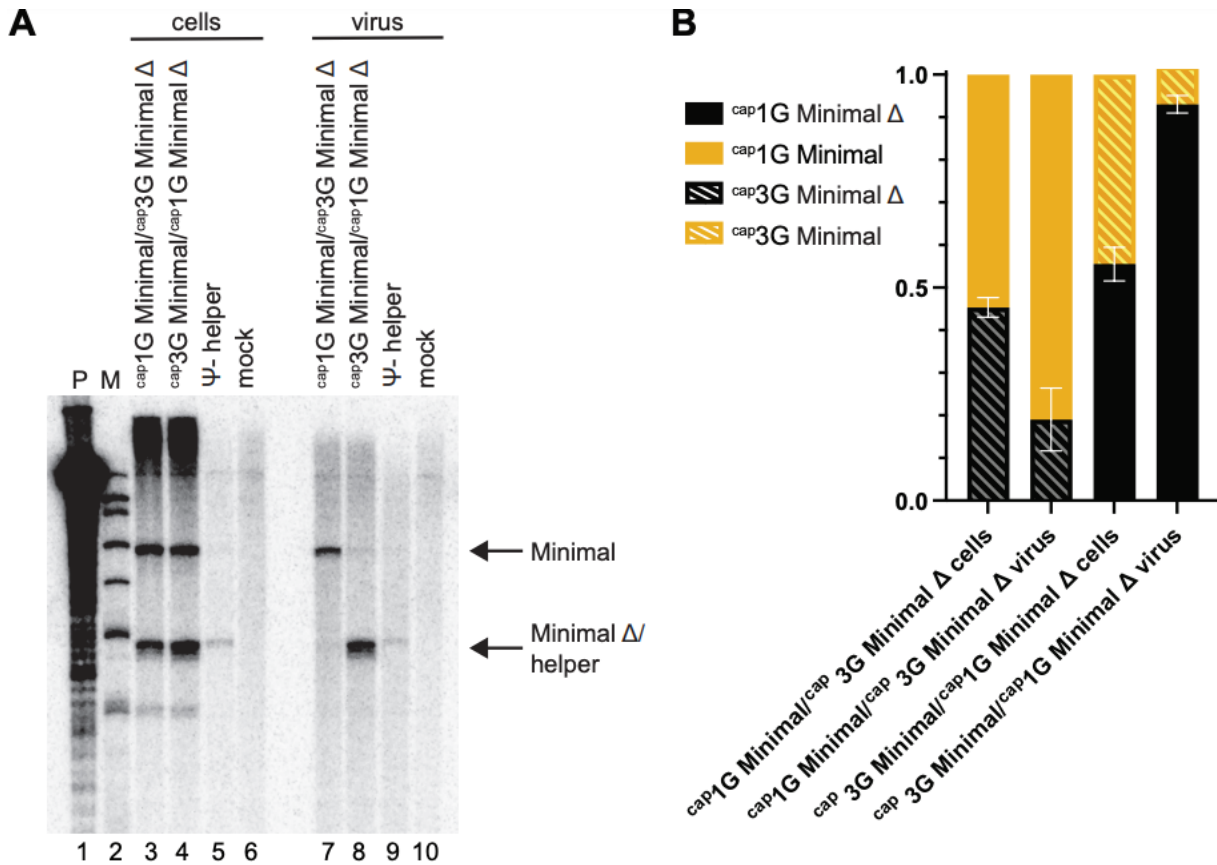 A
cells
virus
cap1G Minimal/cap3G Minimal Δ
cap3G Minimal/cap1G Minimal Δ
Ψ- helper
mock
cap1G Minimal/cap3G Minimal Δ
cap3G Minimal/cap1G Minimal Δ
Ψ- helper
mock
P M
Minimal
Minimal Δ/
helper
1 2 3 4 5 6 7 8 9 10
B
cap1G Minimal Δ
cap1G Minimal
cap3G Minimal Δ
cap3G Minimal
1.0
0.5
0.0
cap1G Minimal/cap 3G Minimal Δ cells
cap1G Minimal/cap 3G Minimal Δ virus
cap 3G Minimal/cap1G Minimal Δ cells
cap 3G Minimal/cap1G Minimal Δ virus